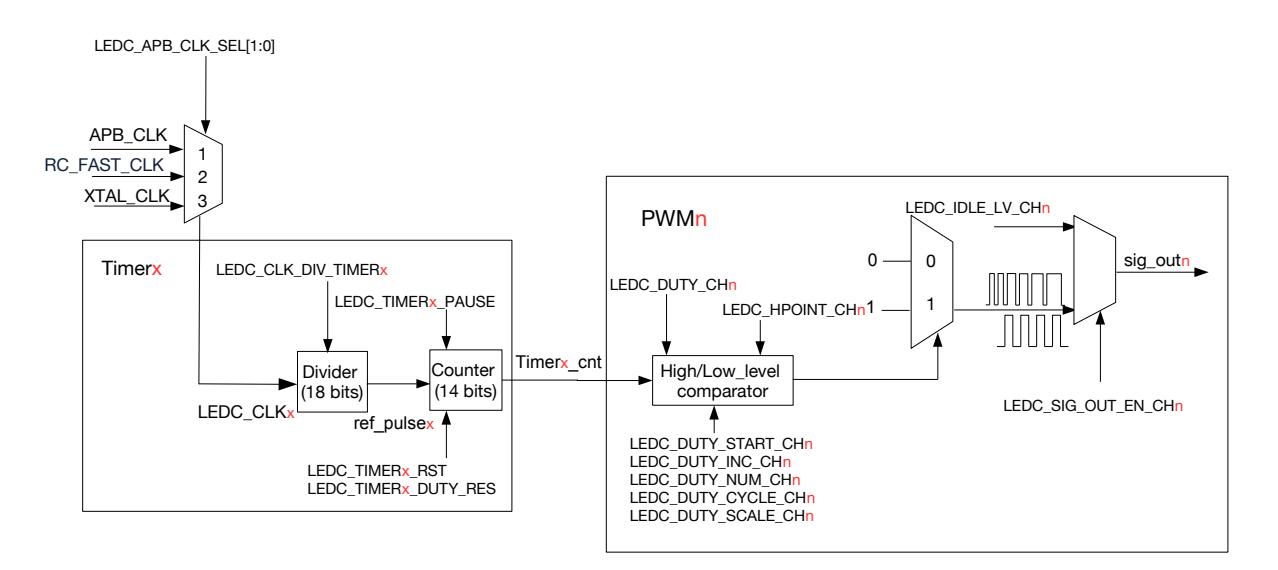 LEDC_APB_CLK_SEL[1:0]
APB_CLK
RC_FAST_CLK
XTAL_CLK
1
2
3
Timerx
LEDC_CLK_DIV_TIMERx
LEDC_TIMERx_PAUSE
Divider
(18 bits)
Counter
(14 bits)
LEDC_CLKx
ref_pulsex
LEDC_TIMERx_RST
LEDC_TIMERx_DUTY_RES
Timerx_cnt
PWMn
LEDC_DUTY_CHn
LEDC_HPOINT_CHn
High/Low_level
comparator
LEDC_DUTY_START_CHn
LEDC_DUTY_INC_CHn
LEDC_DUTY_NUM_CHn
LEDC_DUTY_CYCLE_CHn
LEDC_DUTY_SCALE_CHn
0
1
0
1
LEDC_IDLE_LV_CHn
sig_outn
LEDC_SIG_OUT_EN_CHn